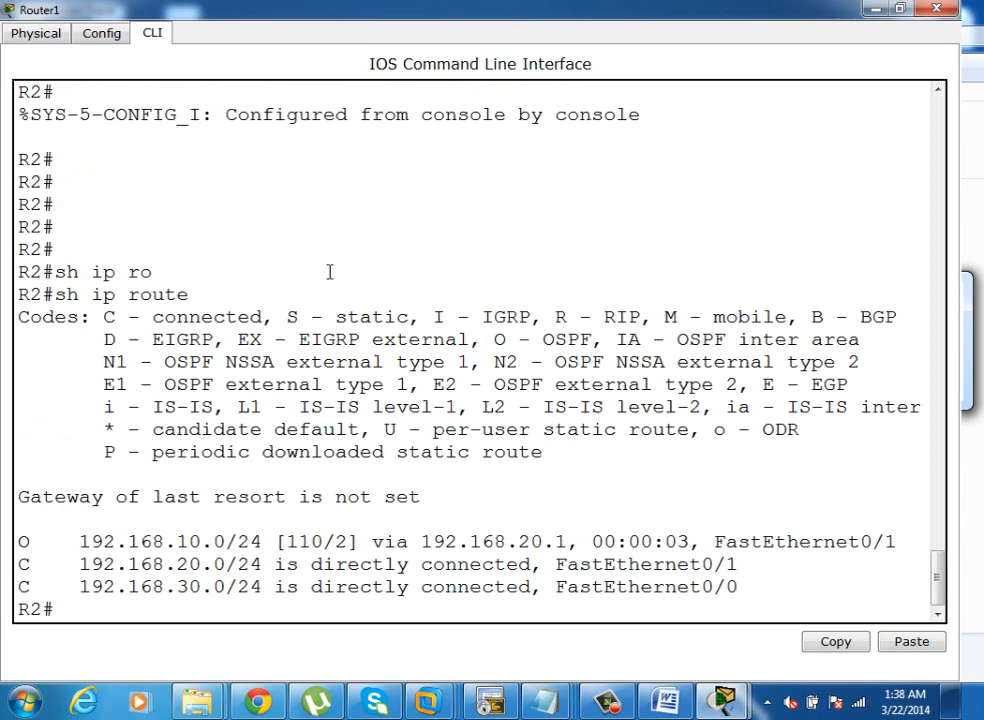 Router1
Physical Config CLI
IOS Command Line Interface
R2#
%SYS-5-CONFIG_I: Configured from console by console
R2#
R2#
R2#
R2#
R2#
R2#sh ip ro
R2#sh ip route
Codes: C - connected, S - static, I - IGRP, R - RIP, M - mobile, B - BGP
D - EIGRP, EX - EIGRP external, O - OSPF, IA - OSPF inter area
N1 - OSPF NSSA external type 1, N2 - OSPF NSSA external type 2
E1 - OSPF external type 1, E2 - OSPF external type 2, E - EGP
i - IS-IS, L1 - IS-IS level-1, L2 - IS-IS level-2, ia - IS-IS inter
* - candidate default, U - per-user static route, o - ODR
P - periodic downloaded static route
Gateway of last resort is not set
O 192.168.10.0/24 [110/2] via 192.168.20.1, 00:00:03, FastEthernet0/1
C 192.168.20.0/24 is directly connected, FastEthernet0/1
C 192.168.30.0/24 is directly connected, FastEthernet0/0
R2#
Copy Paste
1:38 AM
3/22/2014